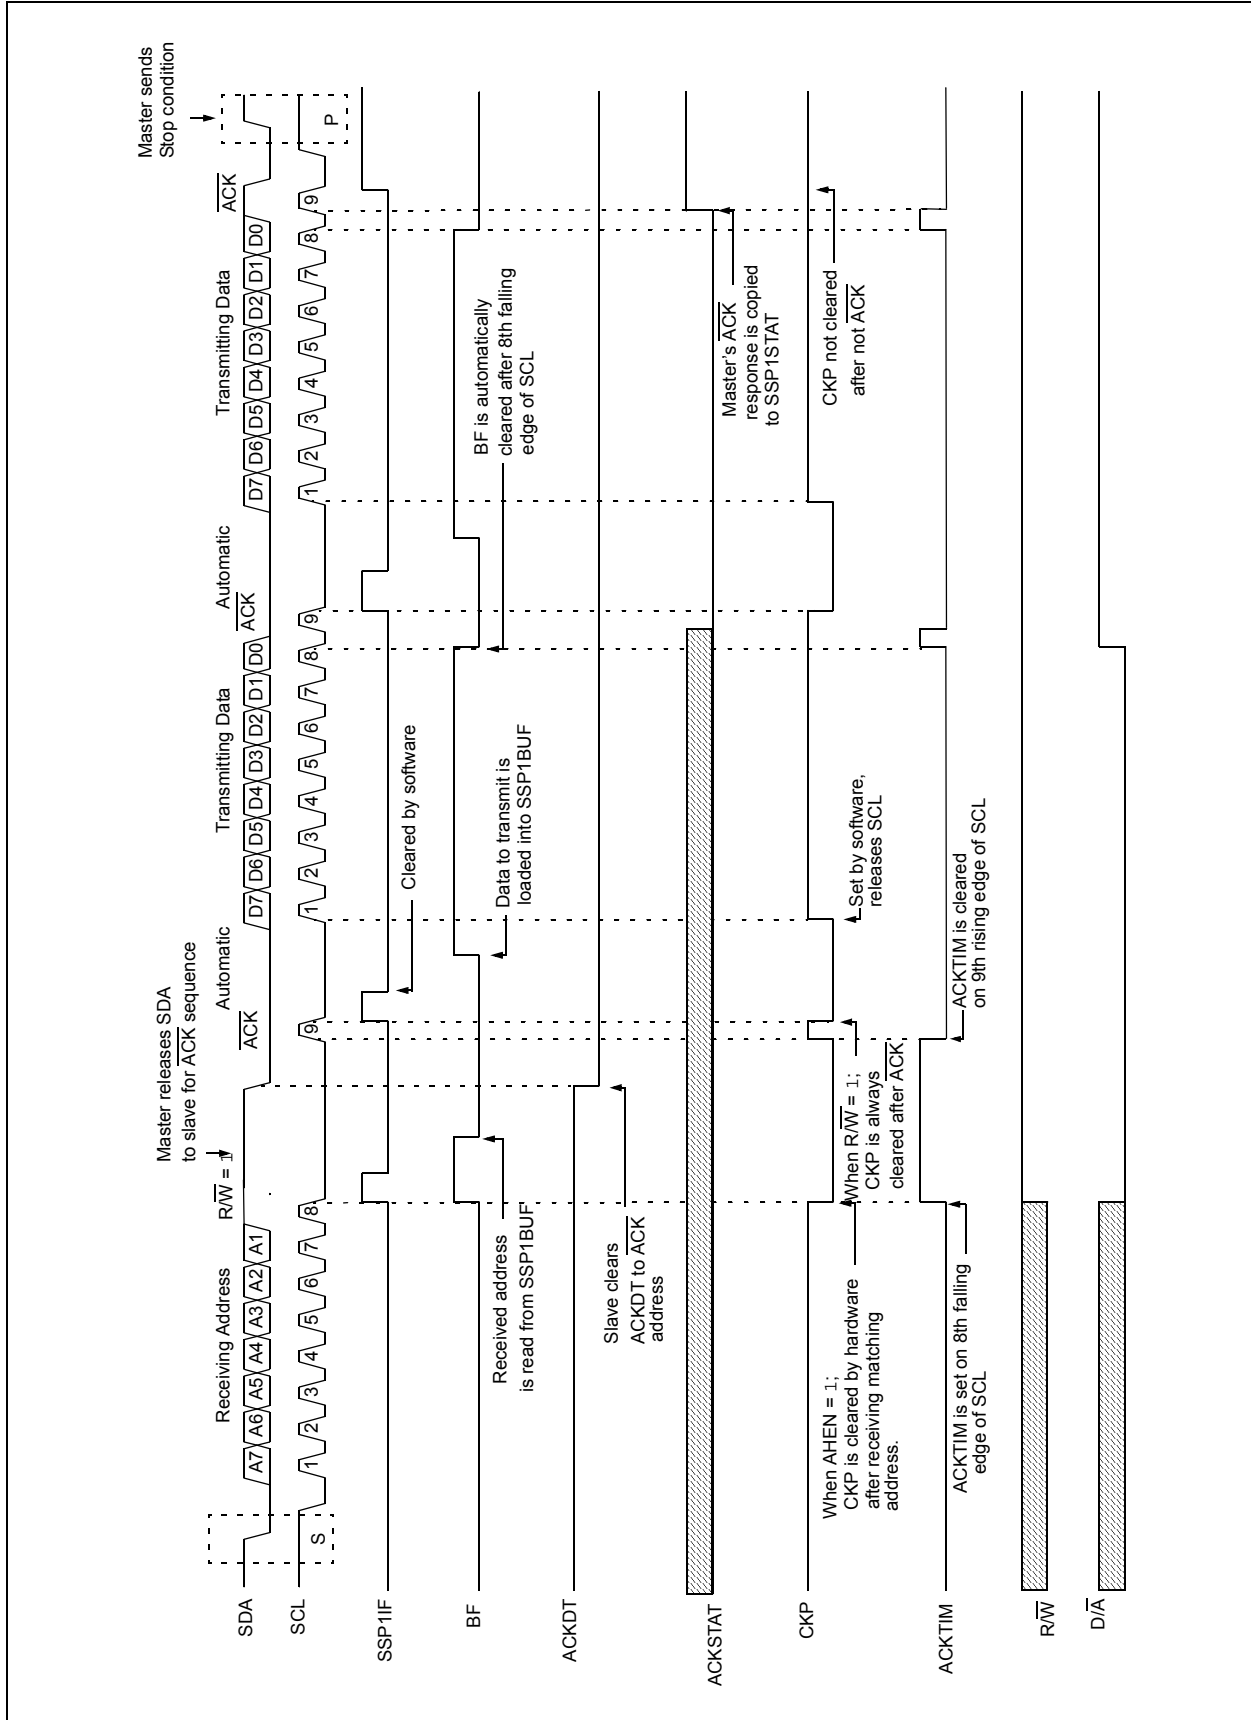 Master releases SDA
to slave for ACK sequence
Master sends
Stop condition
Receiving Address
R/W = 1
Automatic
Transmitting Data
Automatic
Transmitting Data
ACK
ACK
ACK
SDA
A7 A6 A5 A4 A3 A2 A1
D7 D6 D5 D4 D3 D2 D1 D0
D7 D6 D5 D4 D3 D2 D1 D0
SCL
1 2 3 4 5 6 7 8 9
1 2 3 4 5 6 7 8 9
1 2 3 4 5 6 7 8 9
S
P
SSP1IF
Cleared by software
BF
Received address
is read from SSP1BUF
Data to transmit is
loaded into SSP1BUF
BF is automatically
cleared after 8th falling
edge of SCL
ACKDT
Slave clears
ACKDT to ACK
address
ACKSTAT
Master's ACK
response is copied
to SSP1STAT
CKP
When AHEN = 1;
CKP is cleared by hardware
after receiving matching
address.
When R/W = 1;
CKP is always
cleared after ACK
Set by software,
releases SCL
CKP not cleared
after not ACK
ACKTIM
ACKTIM is set on 8th falling
edge of SCL
ACKTIM is cleared
on 9th rising edge of SCL
R/W
D/A